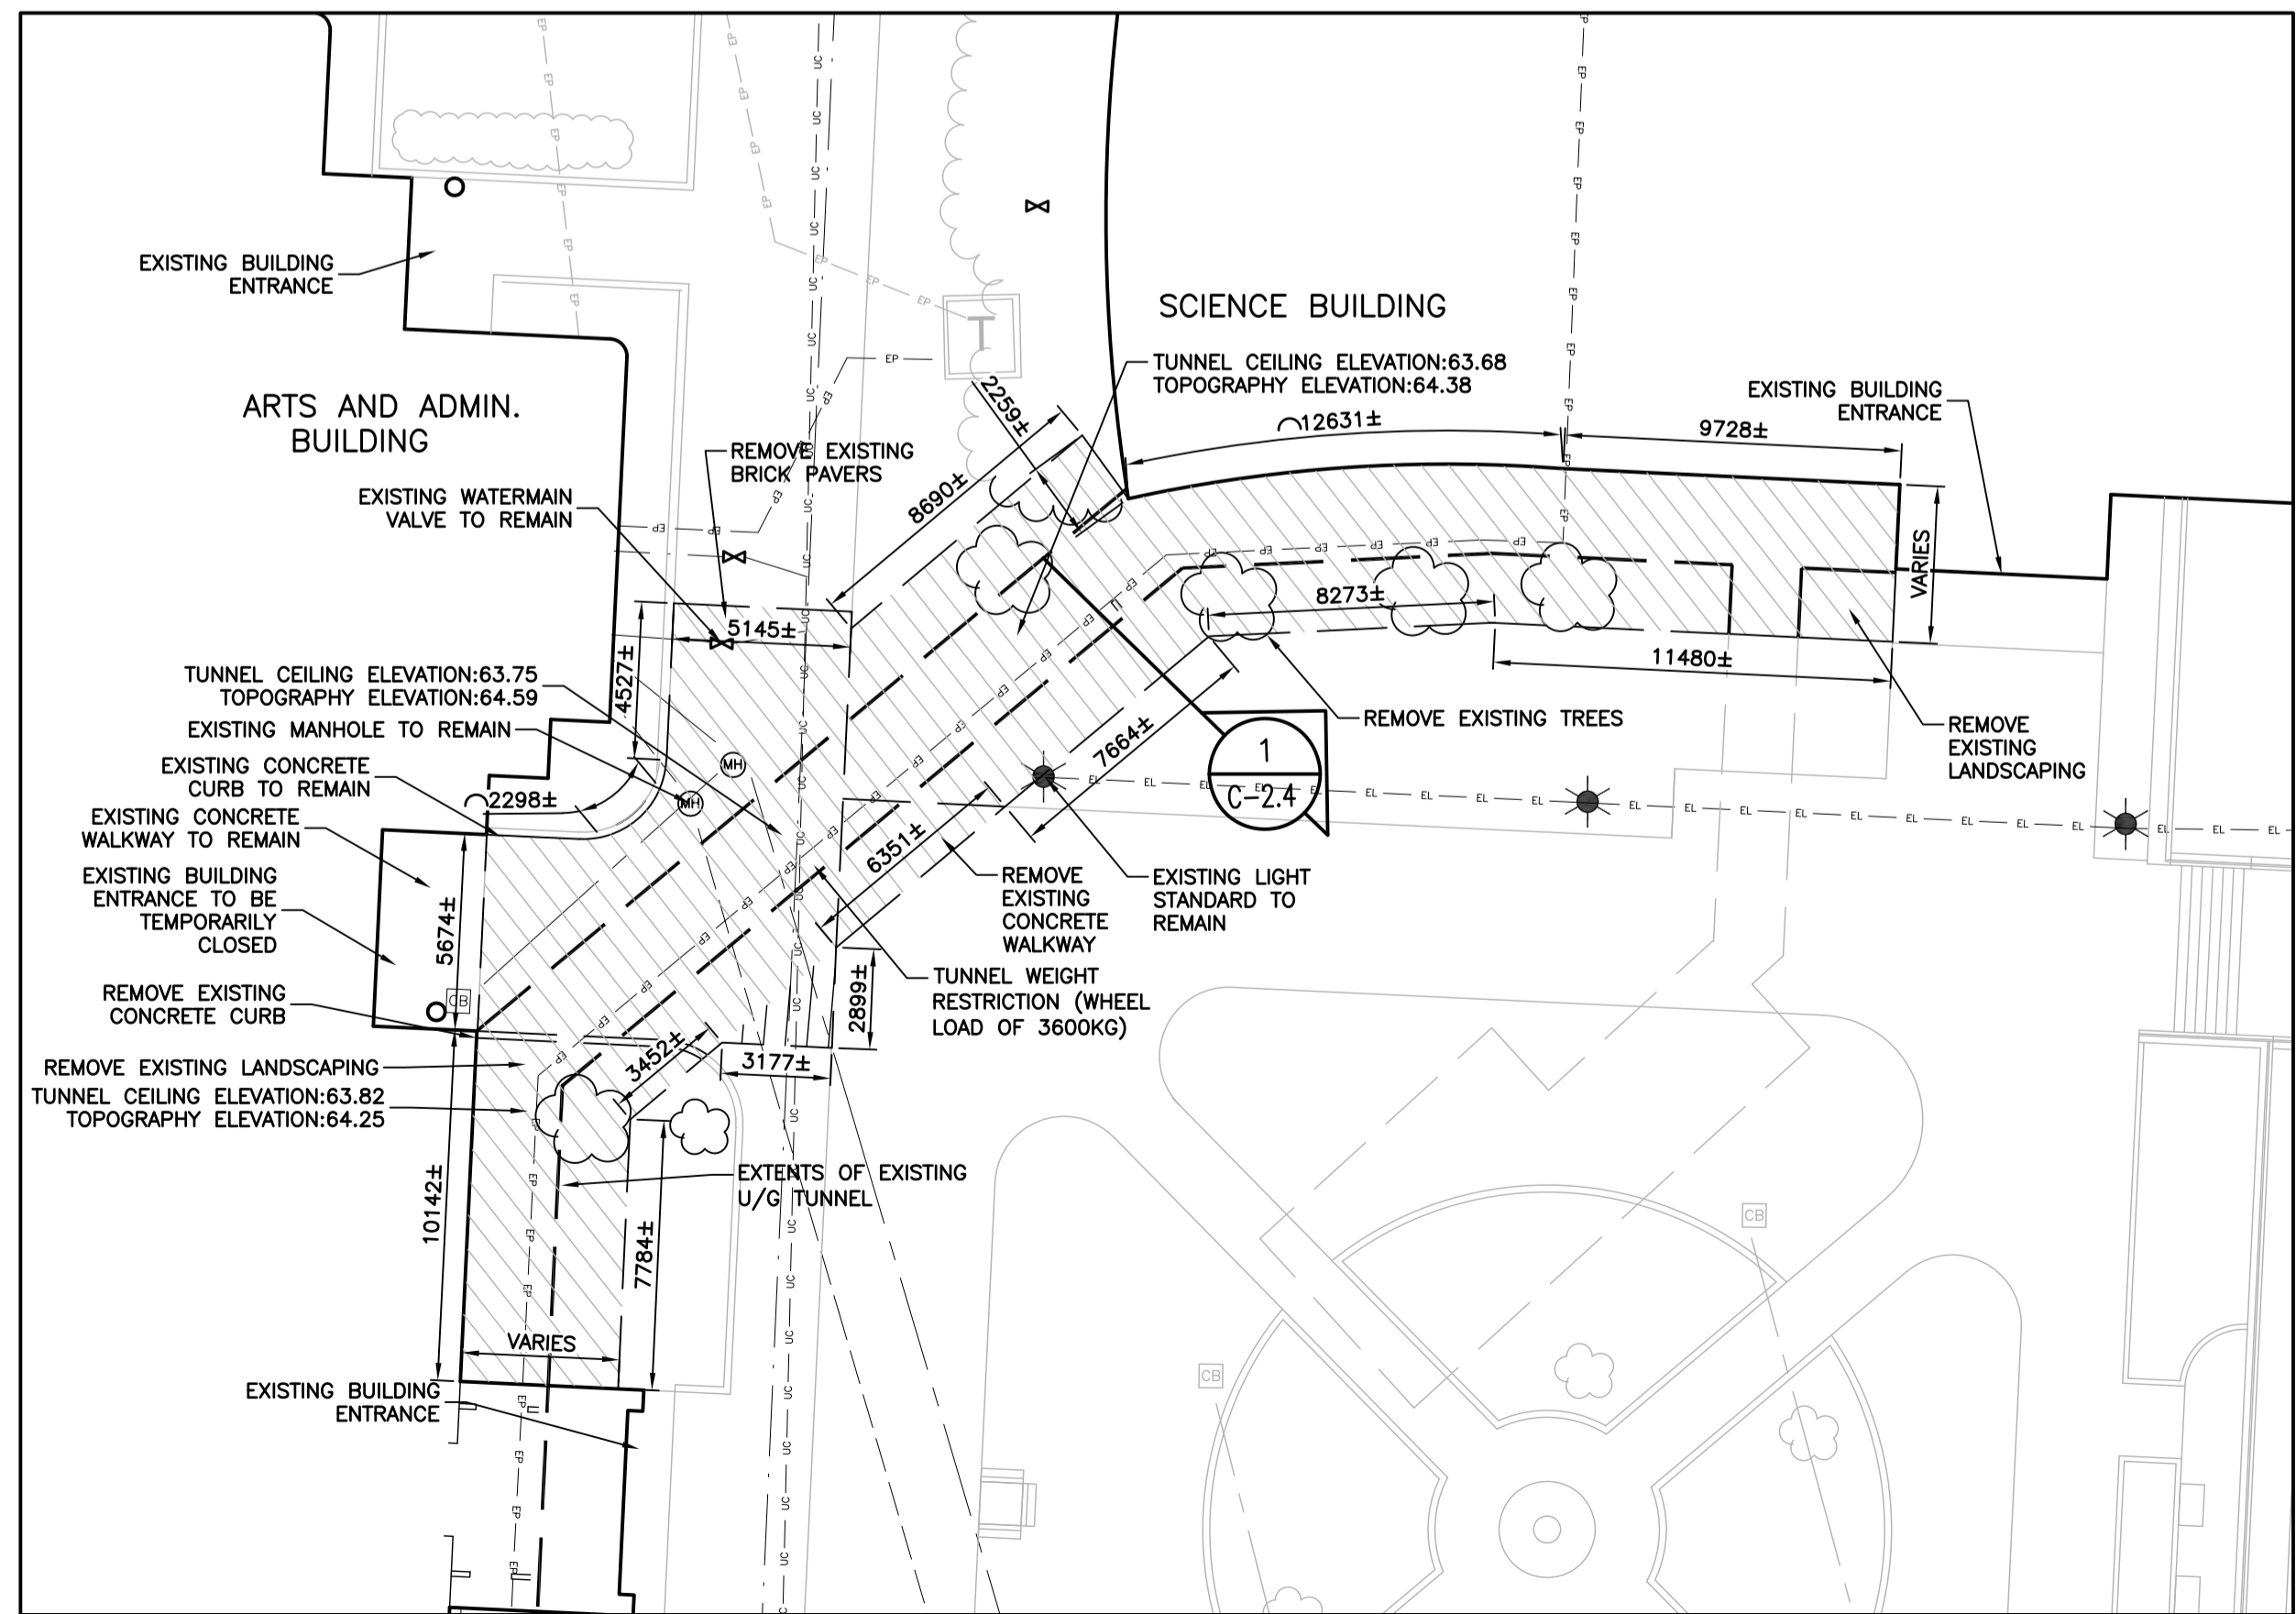 EXISTING BUILDING
ENTRANCE
SCIENCE BUILDING
TUNNEL CEILING ELEVATION:63.68
TOPOGRAPHY ELEVATION:64.38
EXISTING BUILDING
ENTRANCE
ARTS AND ADMIN.
BUILDING
2259±
12631±
9728±
REMOVE EXISTING
BRICK PAVERS
8690±
EXISTING WATERMAIN
VALVE TO REMAIN
VARIES
8273±
5145±
4527±
11480±
TUNNEL CEILING ELEVATION:63.75
TOPOGRAPHY ELEVATION:64.59
EXISTING MANHOLE TO REMAIN
REMOVE EXISTING TREES
REMOVE
EXISTING
LANDSCAPING
7664±
1
C-2.4
MH
MH
EXISTING CONCRETE
CURB TO REMAIN
2298±
EXISTING CONCRETE
WALKWAY TO REMAIN
6351±
EXISTING BUILDING
ENTRANCE TO BE
TEMPORARILY
CLOSED
REMOVE
EXISTING
CONCRETE
WALKWAY
EXISTING LIGHT
STANDARD TO
REMAIN
5674±
TUNNEL WEIGHT
RESTRICTION (WHEEL
LOAD OF 3600KG)
2899±
REMOVE EXISTING
CONCRETE CURB
CB
3452±
3177±
REMOVE EXISTING LANDSCAPING
TUNNEL CEILING ELEVATION:63.82
TOPOGRAPHY ELEVATION:64.25
EXTENTS OF EXISTING
U/G TUNNEL
10142±
7784±
CB
VARIES
CB
EXISTING BUILDING
ENTRANCE
EP
UC
EL